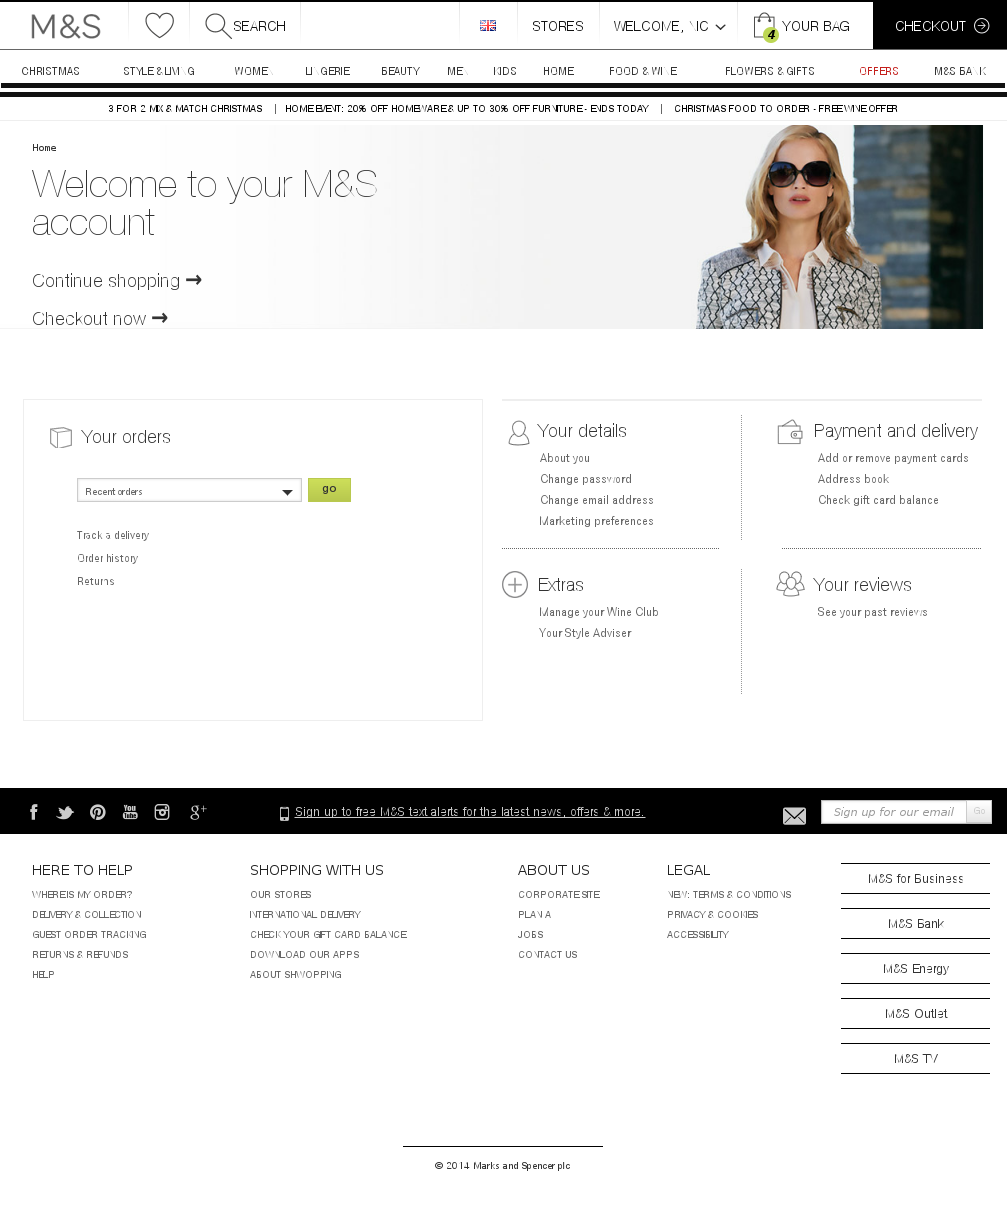 M&S
SEARCH
STORES
WELCOME, NIC
4
YOUR BAG
CHECKOUT
CHRISTMAS
STYLE & LIVING
WOMEN
LINGERIE
BEAUTY
MEN
KIDS
HOME
FOOD & WINE
FLOWERS & GIFTS
OFFERS
M&S BANK
3 FOR 2 MIX & MATCH CHRISTMAS | HOME EVENT: 20% OFF HOMEWARE & UP TO 30% OFF FURNITURE - ENDS TODAY | CHRISTMAS FOOD TO ORDER - FREE WINE OFFER
Home
Welcome to your M&S
account
Continue shopping
Checkout now
Your orders
Recent orders
go
Track a delivery
Order history
Returns
Your details
About you
Change password
Change email address
Marketing preferences
Payment and delivery
Add or remove payment cards
Address book
Check gift card balance
Extras
Manage your Wine Club
Your Style Adviser
Your reviews
See your past reviews
f
You Tube
g+
Sign up to free M&S text alerts for the latest news, offers & more.
Sign up for our email
Go
HERE TO HELP
WHERE IS MY ORDER?
DELIVERY & COLLECTION
GUEST ORDER TRACKING
RETURNS & REFUNDS
HELP
SHOPPING WITH US
OUR STORES
INTERNATIONAL DELIVERY
CHECK YOUR GIFT CARD BALANCE
DOWNLOAD OUR APPS
ABOUT SHWOPPING
ABOUT US
CORPORATE SITE
PLAN A
JOBS
CONTACT US
LEGAL
NEW: TERMS & CONDITIONS
PRIVACY & COOKIES
ACCESSIBILITY
M&S for Business
M&S Bank
M&S Energy
M&S Outlet
M&S TV
© 2014 Marks and Spencer plc